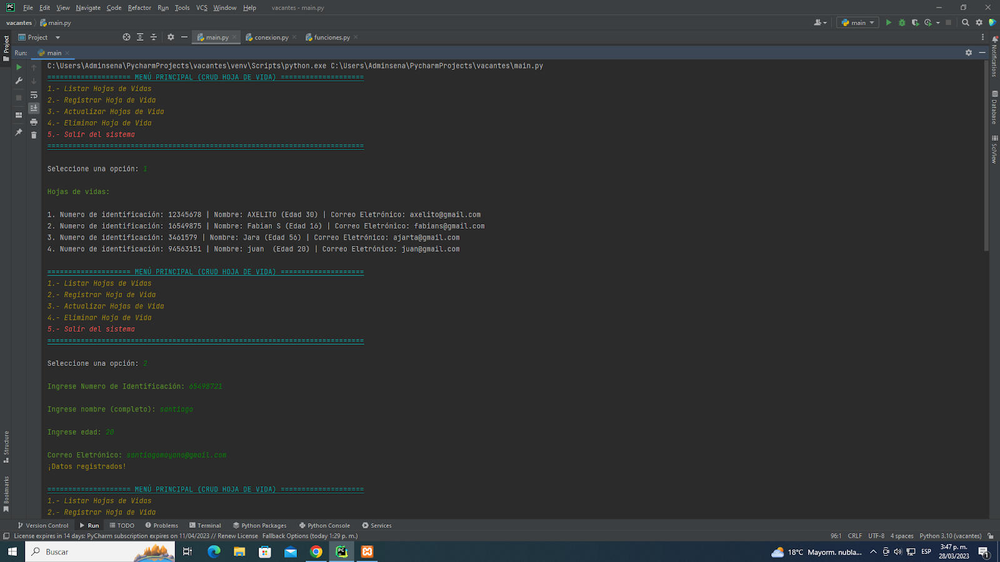 File Edit View Navigate Code Refactor Run Tools VCS Window Help vacantes - main.py
vacantes main.py main
Project main.py conexion.py funciones.py
Run: main
C:\Users\Adminsena\PycharmProjects\vacantes\venv\Scripts\python.exe C:\Users\Adminsena\PycharmProjects\vacantes\main.py
==================== MENÚ PRINCIPAL (CRUD HOJA DE VIDA) ====================
1.- Listar Hojas de Vidas
2.- Registrar Hoja de Vida
3.- Actualizar Hojas de Vida
4.- Eliminar Hoja de Vida
5.- Salir del sistema
============================================================================
Seleccione una opción: 1
Hojas de vidas:
1. Numero de identificación: 12345678 | Nombre: AXELITO (Edad 30) | Correo Eletrónico: axelito@gmail.com
2. Numero de identificación: 16549875 | Nombre: Fabian S (Edad 16) | Correo Eletrónico: fabians@gmail.com
3. Numero de identificación: 3461579 | Nombre: Jara (Edad 56) | Correo Eletrónico: ajarta@gmail.com
4. Numero de identificación: 94563151 | Nombre: juan  (Edad 20) | Correo Eletrónico: juan@gmail.com
==================== MENÚ PRINCIPAL (CRUD HOJA DE VIDA) ====================
1.- Listar Hojas de Vidas
2.- Registrar Hoja de Vida
3.- Actualizar Hojas de Vida
4.- Eliminar Hoja de Vida
5.- Salir del sistema
============================================================================
Seleccione una opción: 2
Ingrese Numero de Identificación: 65498721
Ingrese nombre (completo): santiago
Ingrese edad: 20
Correo Eletrónico: santiagomoyano@gmail.com
¡Datos registrados!
==================== MENÚ PRINCIPAL (CRUD HOJA DE VIDA) ====================
1.- Listar Hojas de Vidas
2.- Registrar Hoja de Vida
Project
Structure
Bookmarks
Notifications
Database
SciView
Version Control Run TODO Problems Terminal Python Packages Python Console Services
License expires in 14 days: PyCharm subscription expires on 11/04/2023 // Renew License Fallback Options (today 1:29 p. m.) 96:1 CRLF UTF-8 4 spaces Python 3.10 (vacantes)
Buscar 18°C Mayorm. nubla... ESP 3:47 p. m.
28/03/2023 1